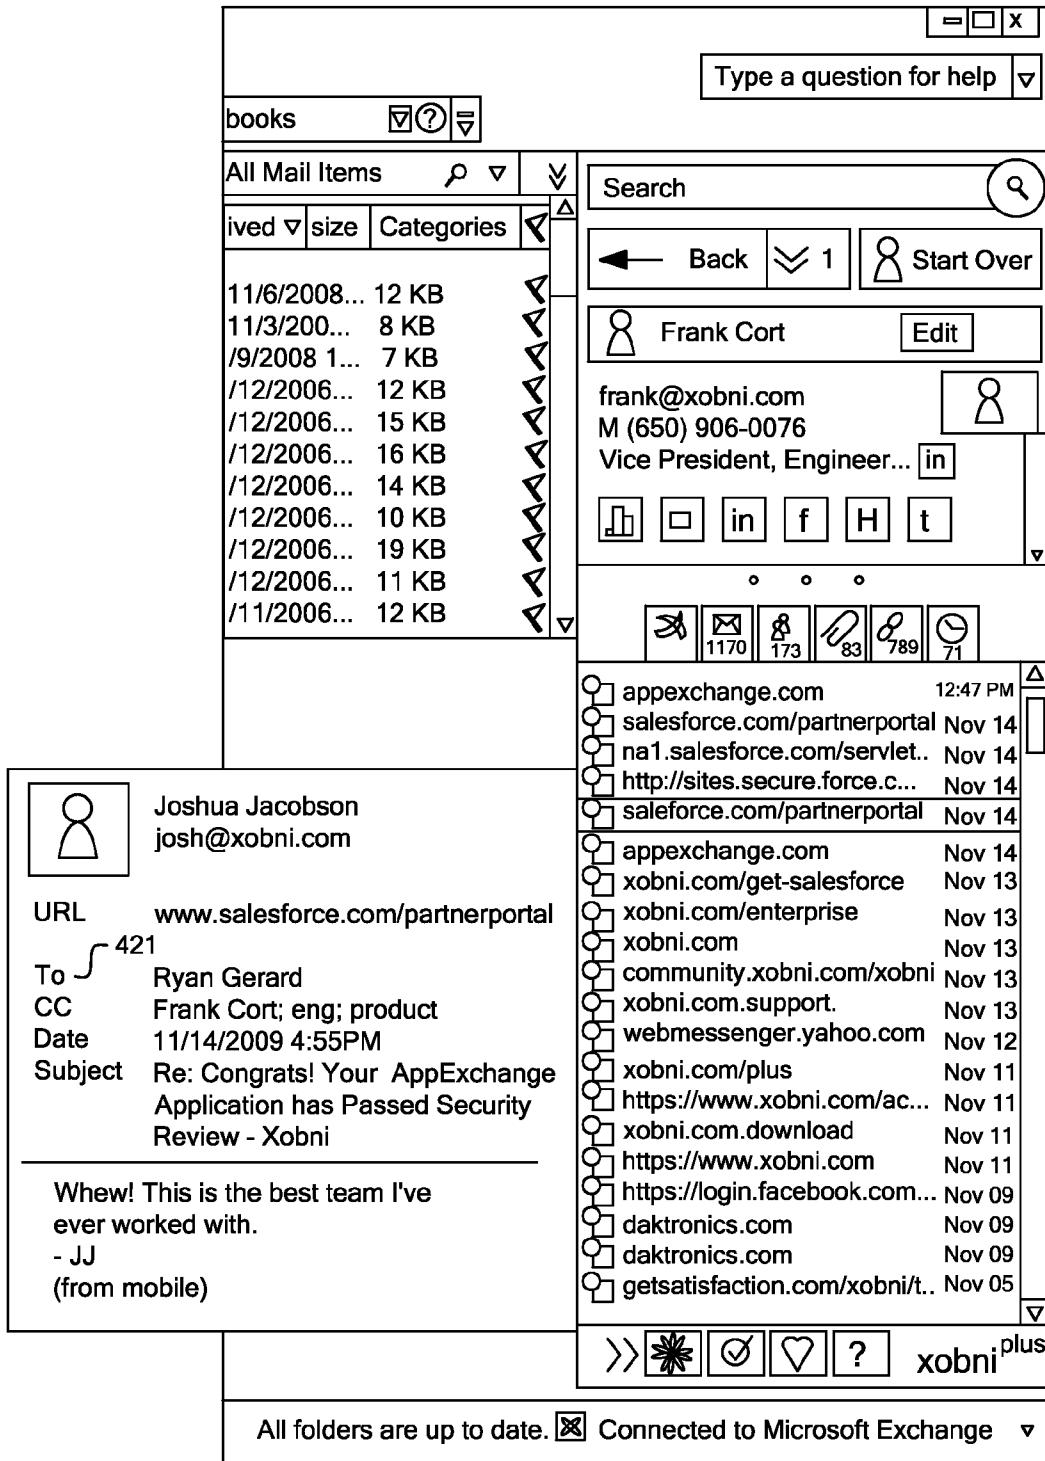 X
Type a question for help
books ?
All Mail Items
ived size Categories
11/6/2008... 12 KB
11/3/200... 8 KB
/9/2008 1... 7 KB
/12/2006... 12 KB
/12/2006... 15 KB
/12/2006... 16 KB
/12/2006... 14 KB
/12/2006... 10 KB
/12/2006... 19 KB
/12/2006... 11 KB
/11/2006... 12 KB
Search
Back 1 Start Over
Frank Cort Edit
frank@xobni.com
M (650) 906-0076
Vice President, Engineer... in
in f H t
1170 173 83 789 71
appexchange.com 12:47 PM
salesforce.com/partnerportal Nov 14
na1.salesforce.com/servlet.. Nov 14
http://sites.secure.force.c... Nov 14
saleforce.com/partnerportal Nov 14
appexchange.com Nov 14
xobni.com/get-salesforce Nov 13
xobni.com/enterprise Nov 13
xobni.com Nov 13
community.xobni.com/xobni Nov 13
xobni.com.support. Nov 13
webmessenger.yahoo.com Nov 12
xobni.com/plus Nov 11
https://www.xobni.com/ac... Nov 11
xobni.com.download Nov 11
https://www.xobni.com Nov 11
https://login.facebook.com... Nov 09
daktronics.com Nov 09
daktronics.com Nov 09
getsatisfaction.com/xobni/t.. Nov 05
? xobni plus
Joshua Jacobson
josh@xobni.com
URL www.salesforce.com/partnerportal
421
To Ryan Gerard
CC Frank Cort; eng; product
Date 11/14/2009 4:55PM
Subject Re: Congrats! Your AppExchange
Application has Passed Security
Review - Xobni
Whew! This is the best team I've
ever worked with.
- JJ
(from mobile)
All folders are up to date. Connected to Microsoft Exchange